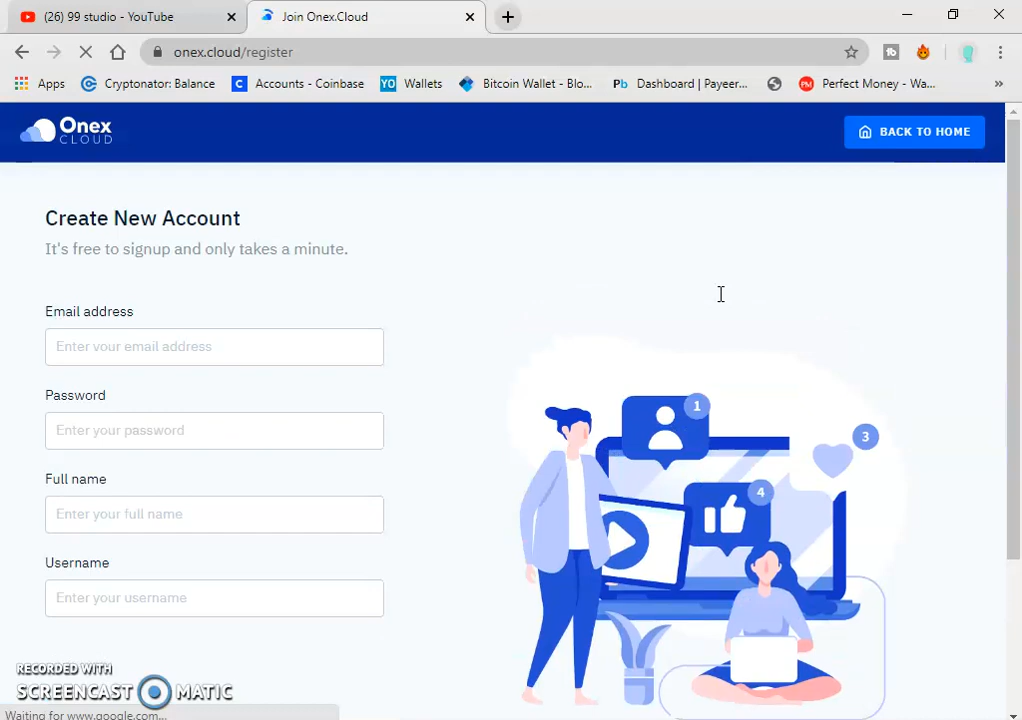 (26) 99 studio - YouTube
Join Onex.Cloud
onex.cloud/register
Apps
Cryptonator: Balance
C
Accounts - Coinbase
YO
Wallets
Bitcoin Wallet - Blo...
Pb
Dashboard | Payeer...
PM
Perfect Money - Wa...
»
Onex
CLOUD
BACK TO HOME
Create New Account
It's free to signup and only takes a minute.
Email address
Enter your email address
Password
Enter your password
Full name
Enter your full name
Username
Enter your username
1
3
4
RECORDED WITH
SCREENCAST MATIC
Waiting for www.google.com...